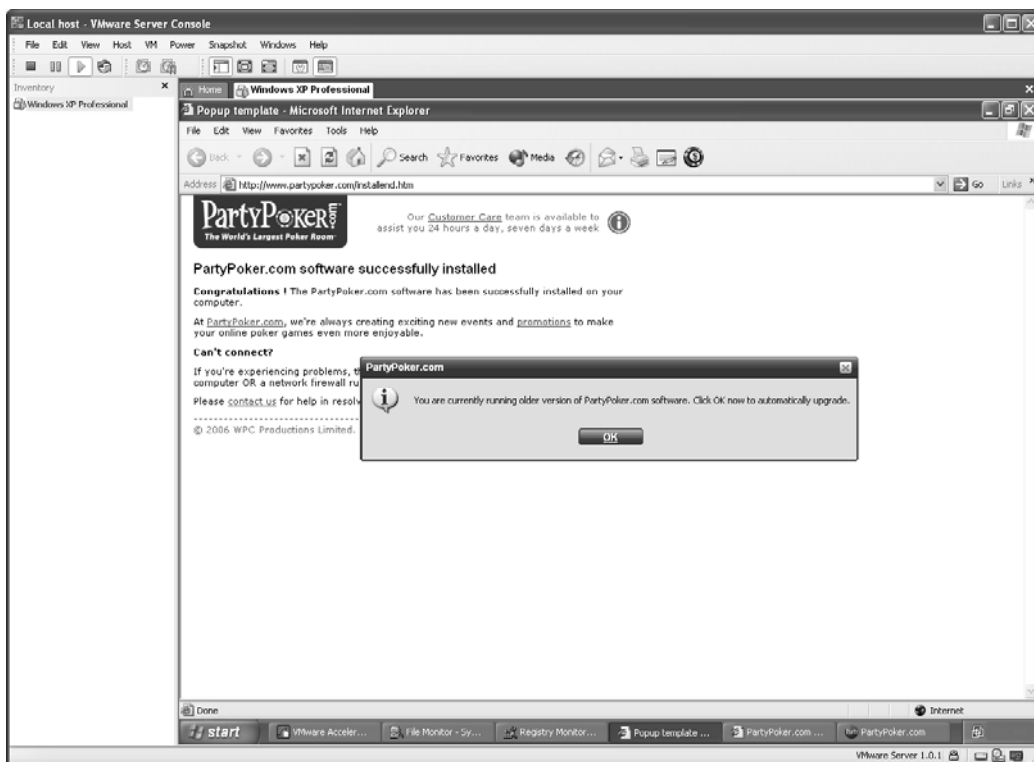 Local host - VMware Server Console
File Edit View Host VM Power Snapshot Windows Help
Inventory
Home Windows XP Professional
Windows XP Professional
Popup template - Microsoft Internet Explorer
File Edit View Favorites Tools Help
Back Search Favorites Media
Address http://www.partypoker.com/installend.htm Go Links
PARTYPOKER.com
The World's Largest Poker Room
Our Customer Care team is available to
assist you 24 hours a day, seven days a week
PartyPoker.com software successfully installed
Congratulations ! The PartyPoker.com software has been successfully installed on your
computer.
At PartyPoker.com, we're always creating exciting new events and promotions to make
your online poker games even more enjoyable.
Can't connect?
If you're experiencing problems, th
computer OR a network firewall ru
Please contact us for help in resolv
© 2006 WPC Productions Limited.
PartyPoker.com
You are currently running older version of PartyPoker.com software. Click OK now to automatically upgrade.
OK
Done Internet
start VMware Acceler... File Monitor - Sy... Registry Monitor... Popup template ... PartyPoker.com ... PartyPoker.com
VMware Server 1.0.1